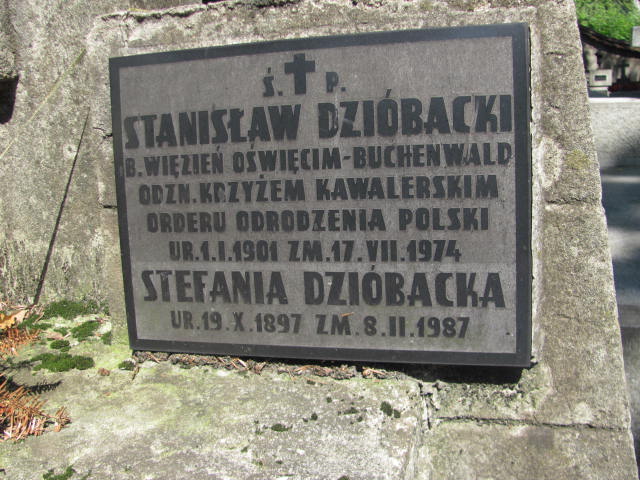 Ś. P.
STANISŁAW DZIÓBACKI
B. WIĘZIEŃ OŚWIĘCIM-BUCHENWALD
ODZN. KRZYŻEM KAWALERSKIM
ORDERU ODRODZENIA POLSKI
UR. 1. I. 1901 ZM. 17. VII. 1974
STEFANIA DZIÓBACKA
UR. 19. X. 1897 ZM. 8. II. 1987